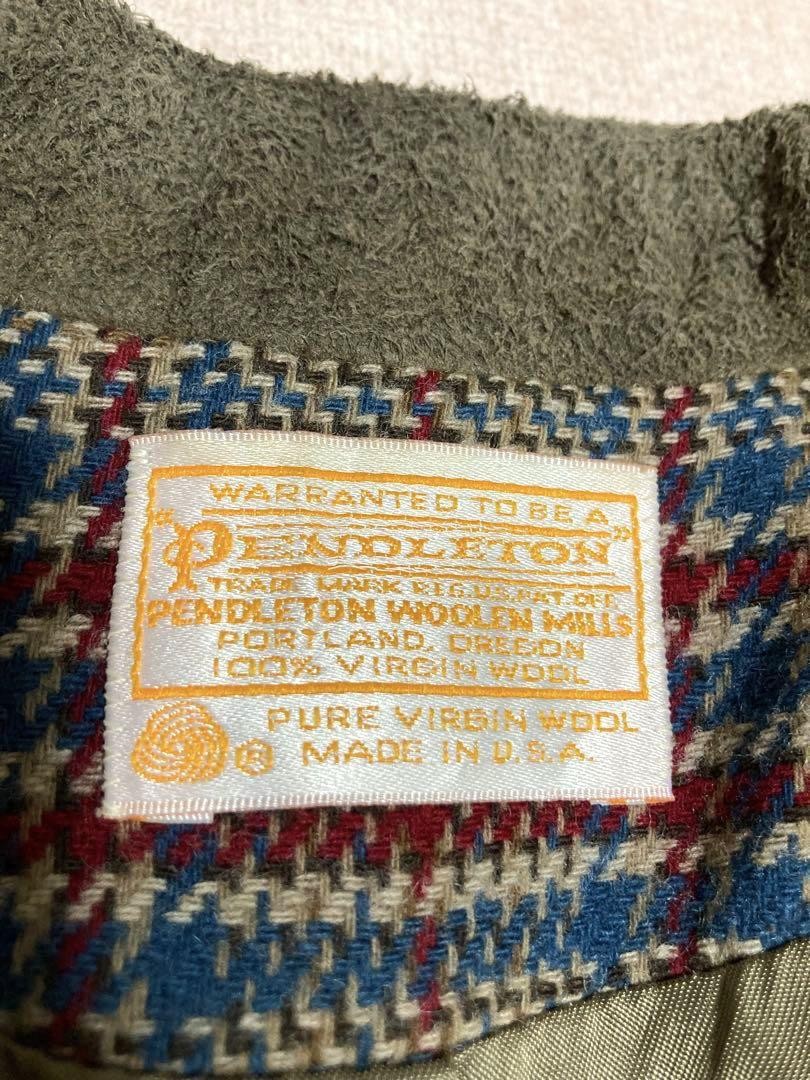 WARRANTED TO BE A
"PENDLETON"
TRADE MARK REG. U.S. PAT. OFF.
PENDLETON WOOLEN MILLS
PORTLAND, OREGON
100% VIRGIN WOOL
PURE VIRGIN WOOL
® MADE IN U.S.A.